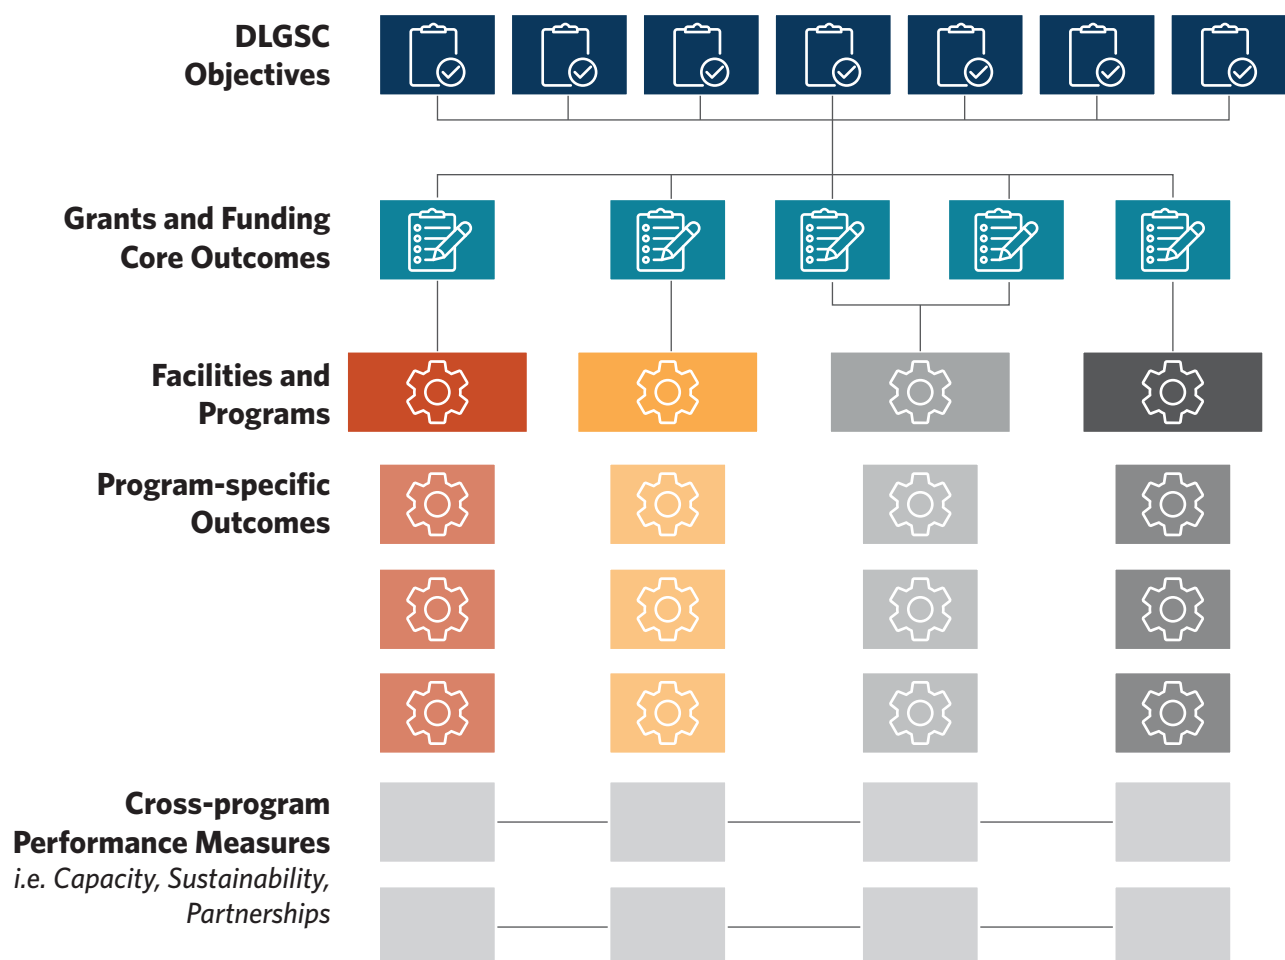 DLGSC
Objectives
Grants and Funding
Core Outcomes
Facilities and
Programs
Program-specific
Outcomes
Cross-program
Performance Measures
i.e. Capacity, Sustainability,
Partnerships